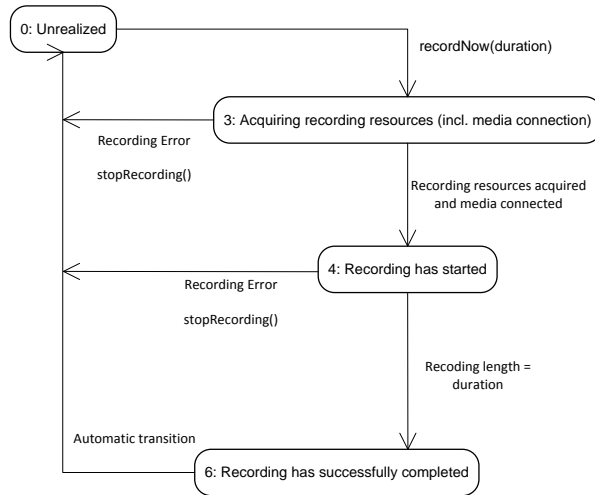 0: Unrealized
recordNow(duration)
3: Acquiring recording resources (incl. media connection)
Recording Error
stopRecording()
Recording resources acquired
and media connected
4: Recording has started
Recording Error
stopRecording()
Recoding length =
duration
Automatic transition
6: Recording has successfully completed